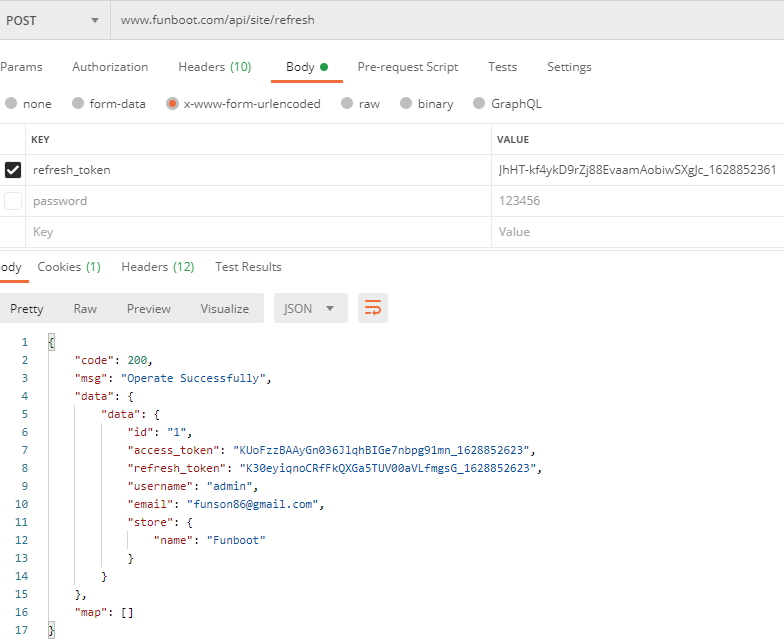 POST www.funboot.com/api/site/refresh
Params Authorization Headers (10) Body Pre-request Script Tests Settings
none form-data x-www-form-urlencoded raw binary GraphQL
KEY VALUE
refresh_token JhHT-kf4ykD9rZj88EvaamAobiwSXgJc_1628852361
password 123456
Key Value
ody Cookies (1) Headers (12) Test Results
Pretty Raw Preview Visualize JSON
1 {
2 "code": 200,
3 "msg": "Operate Successfully",
4 "data": {
5 "data": {
6 "id": "1",
7 "access_token": "KUoFzzBAAyGn036JlqhBIGe7nbpg91mn_1628852623",
8 "refresh_token": "K30eyiqnoCRfFkQXGa5TUV00aVLfmgsG_1628852623",
9 "username": "admin",
10 "email": "funson86@gmail.com",
11 "store": {
12 "name": "Funboot"
13 }
14 }
15 },
16 "map": []
17 }